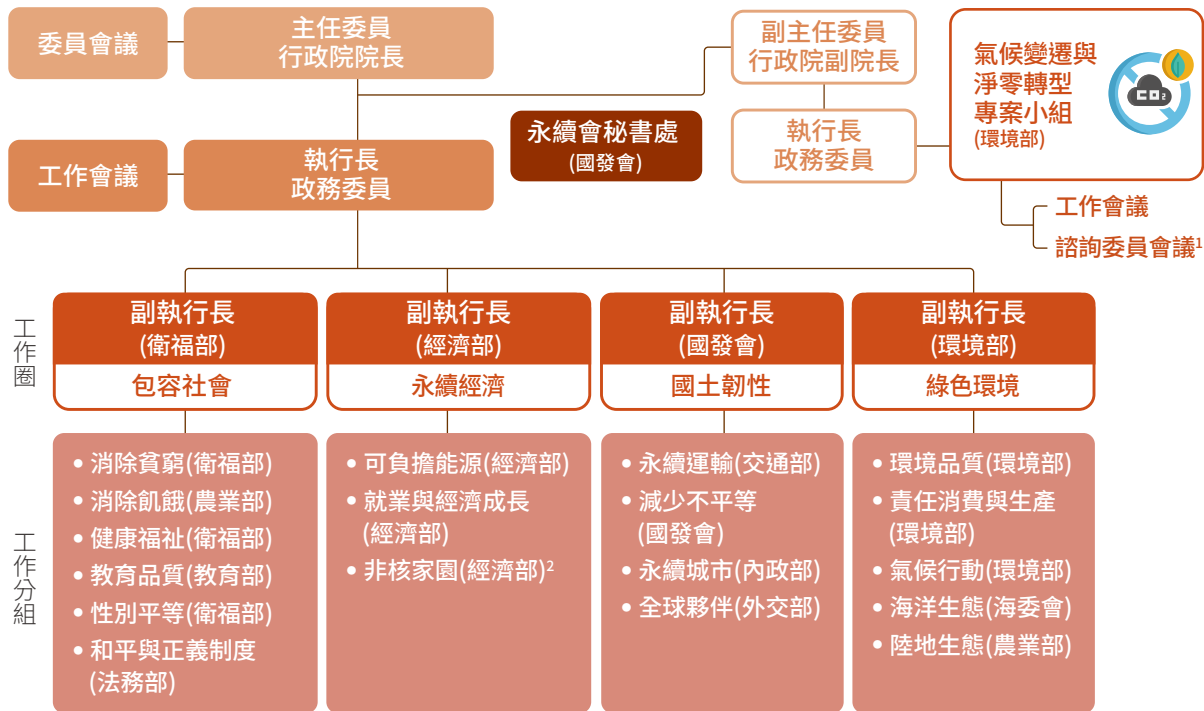 委員會議
主任委員
行政院院長
副主任委員
行政院副院長
氣候變遷與
淨零轉型
專案小組
(環境部)
CO₂
永續會秘書處
(國發會)
執行長
政務委員
工作會議
執行長
政務委員
工作會議
諮詢委員會議¹
工作圈
副執行長
(衛福部)
包容社會
副執行長
(經濟部)
永續經濟
副執行長
(國發會)
國土韌性
副執行長
(環境部)
綠色環境
工作分組
• 消除貧窮(衛福部)
• 消除飢餓(農業部)
• 健康福祉(衛福部)
• 教育品質(教育部)
• 性別平等(衛福部)
• 和平與正義制度
(法務部)
• 可負擔能源(經濟部)
• 就業與經濟成長
(經濟部)
• 非核家園(經濟部)²
• 永續運輸(交通部)
• 減少不平等
(國發會)
• 永續城市(內政部)
• 全球夥伴(外交部)
• 環境品質(環境部)
• 責任消費與生產
(環境部)
• 氣候行動(環境部)
• 海洋生態(海委會)
• 陸地生態(農業部)